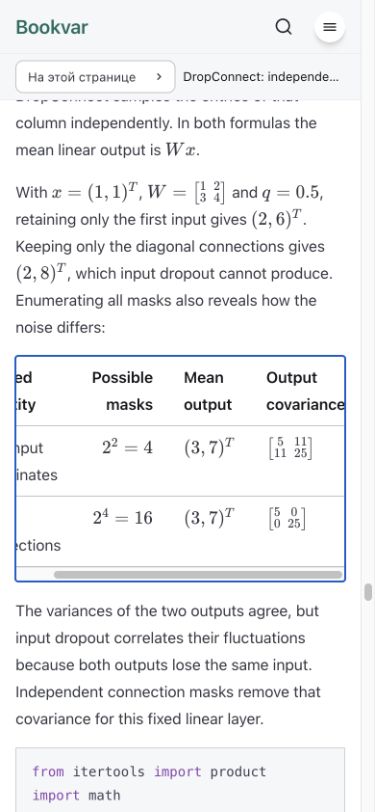 Bookvar
На этой странице > DropConnect: independe...
column independently. In both formulas the
mean linear output is Wx.
With x = (1, 1)^T, W = [1 2 3 4] and q = 0.5,
retaining only the first input gives (2, 6)^T.
Keeping only the diagonal connections gives
(2, 8)^T, which input dropout cannot produce.
Enumerating all masks also reveals how the
noise differs:
Possible Mean Output
masks output covariance
2^2 = 4 (3, 7)^T [5 11 11 25]
2^4 = 16 (3, 7)^T [5 0 0 25]
The variances of the two outputs agree, but
input dropout correlates their fluctuations
because both outputs lose the same input.
Independent connection masks remove that
covariance for this fixed linear layer.
from itertools import product
import math